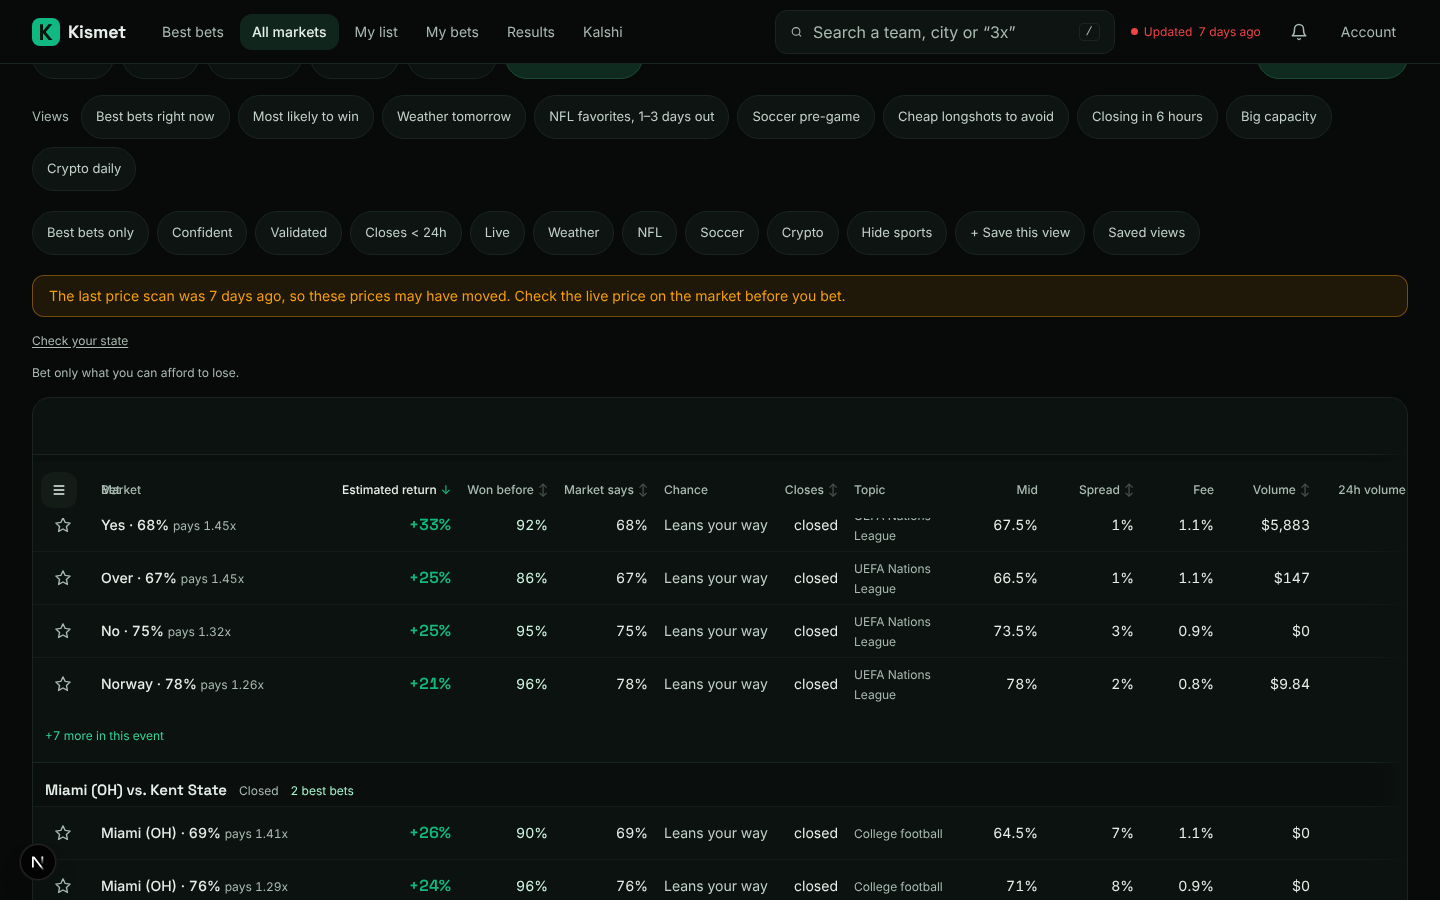 Kismet Best bets All markets My list My bets Results Kalshi Search a team, city or “3x” / Updated 7 days ago Account
Views Best bets right now Most likely to win Weather tomorrow NFL favorites, 1–3 days out Soccer pre-game Cheap longshots to avoid Closing in 6 hours Big capacity
Crypto daily
Best bets only Confident Validated Closes < 24h Live Weather NFL Soccer Crypto Hide sports + Save this view Saved views
The last price scan was 7 days ago, so these prices may have moved. Check the live price on the market before you bet.
Check your state
Bet only what you can afford to lose.
Market Estimated return ↓ Won before Market says Chance Closes Topic Mid Spread Fee Volume 24h volume
Yes · 68% pays 1.45x +33% 92% 68% Leans your way closed UEFA Nations League 67.5% 1% 1.1% $5,883
Over · 67% pays 1.45x +25% 86% 67% Leans your way closed UEFA Nations League 66.5% 1% 1.1% $147
No · 75% pays 1.32x +25% 95% 75% Leans your way closed UEFA Nations League 73.5% 3% 0.9% $0
Norway · 78% pays 1.26x +21% 96% 78% Leans your way closed UEFA Nations League 78% 2% 0.8% $9.84
+7 more in this event
Miami (OH) vs. Kent State Closed 2 best bets
Miami (OH) · 69% pays 1.41x +26% 90% 69% Leans your way closed College football 64.5% 7% 1.1% $0
N
Miami (OH) · 76% pays 1.29x +24% 96% 76% Leans your way closed College football 71% 8% 0.9% $0